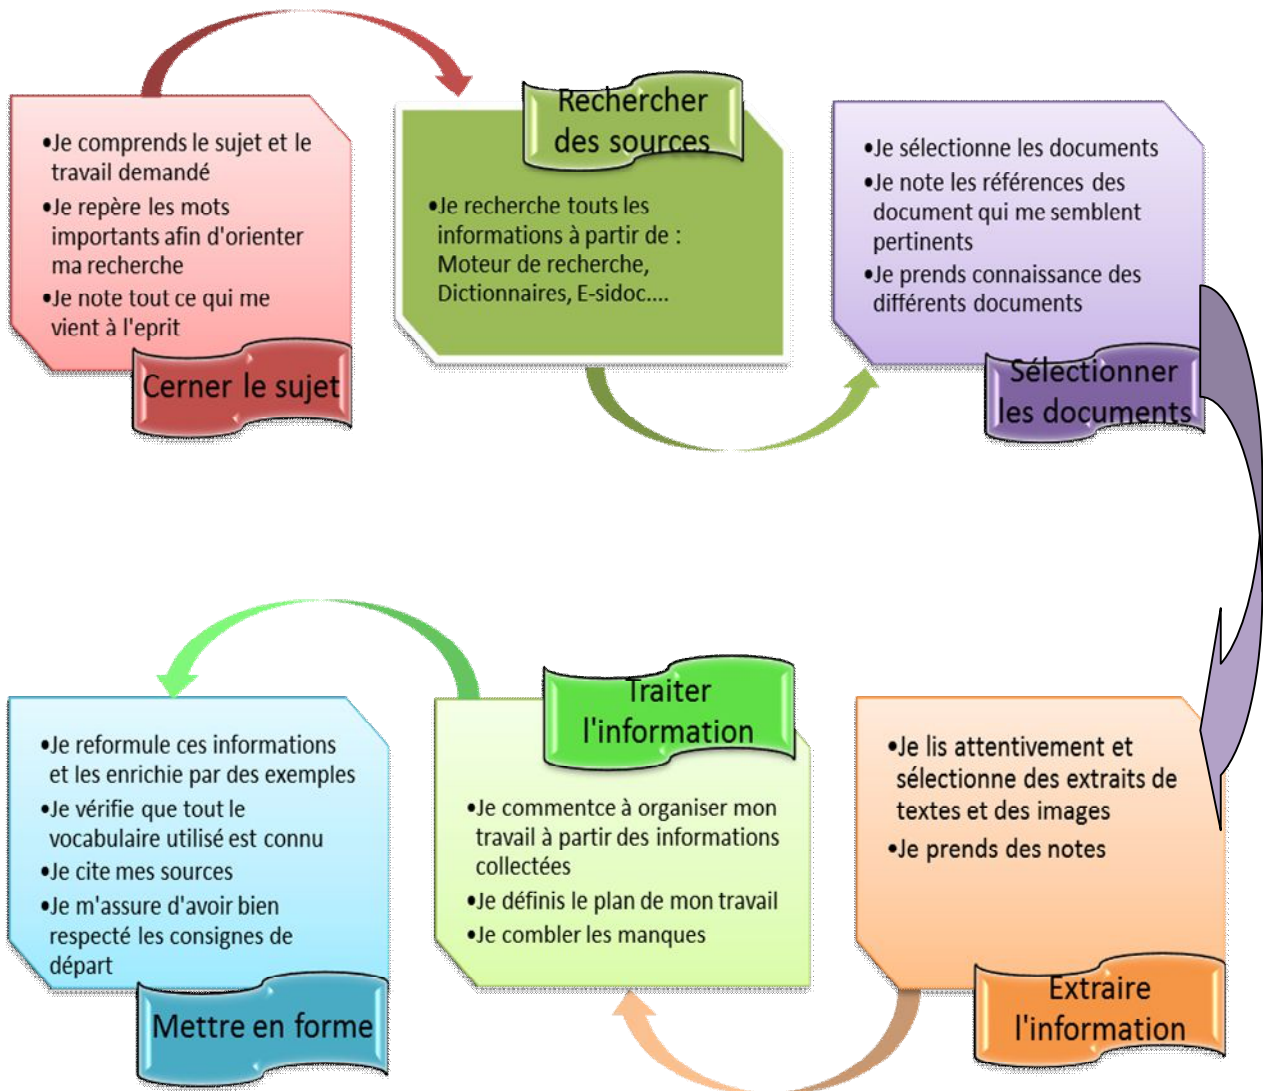 •Je comprends le sujet et le
travail demandé
•Je repère les mots
importants afin d'orienter
ma recherche
•Je note tout ce qui me
vient à l'eprit
Cerner le sujet
Rechercher
des sources
•Je recherche touts les
informations à partir de :
Moteur de recherche,
Dictionnaires, E-sidoc....
•Je sélectionne les documents
•Je note les références des
document qui me semblent
pertinents
•Je prends connaissance des
différents documents
Sélectionner
les documents
•Je lis attentivement et
sélectionne des extraits de
textes et des images
•Je prends des notes
Extraire
l'information
Traiter
l'information
•Je commentce à organiser mon
travail à partir des informations
collectées
•Je définis le plan de mon travail
•Je combler les manques
•Je reformule ces informations
et les enrichie par des exemples
•Je vérifie que tout le
vocabulaire utilisé est connu
•Je cite mes sources
•Je m'assure d'avoir bien
respecté les consignes de
départ
Mettre en forme